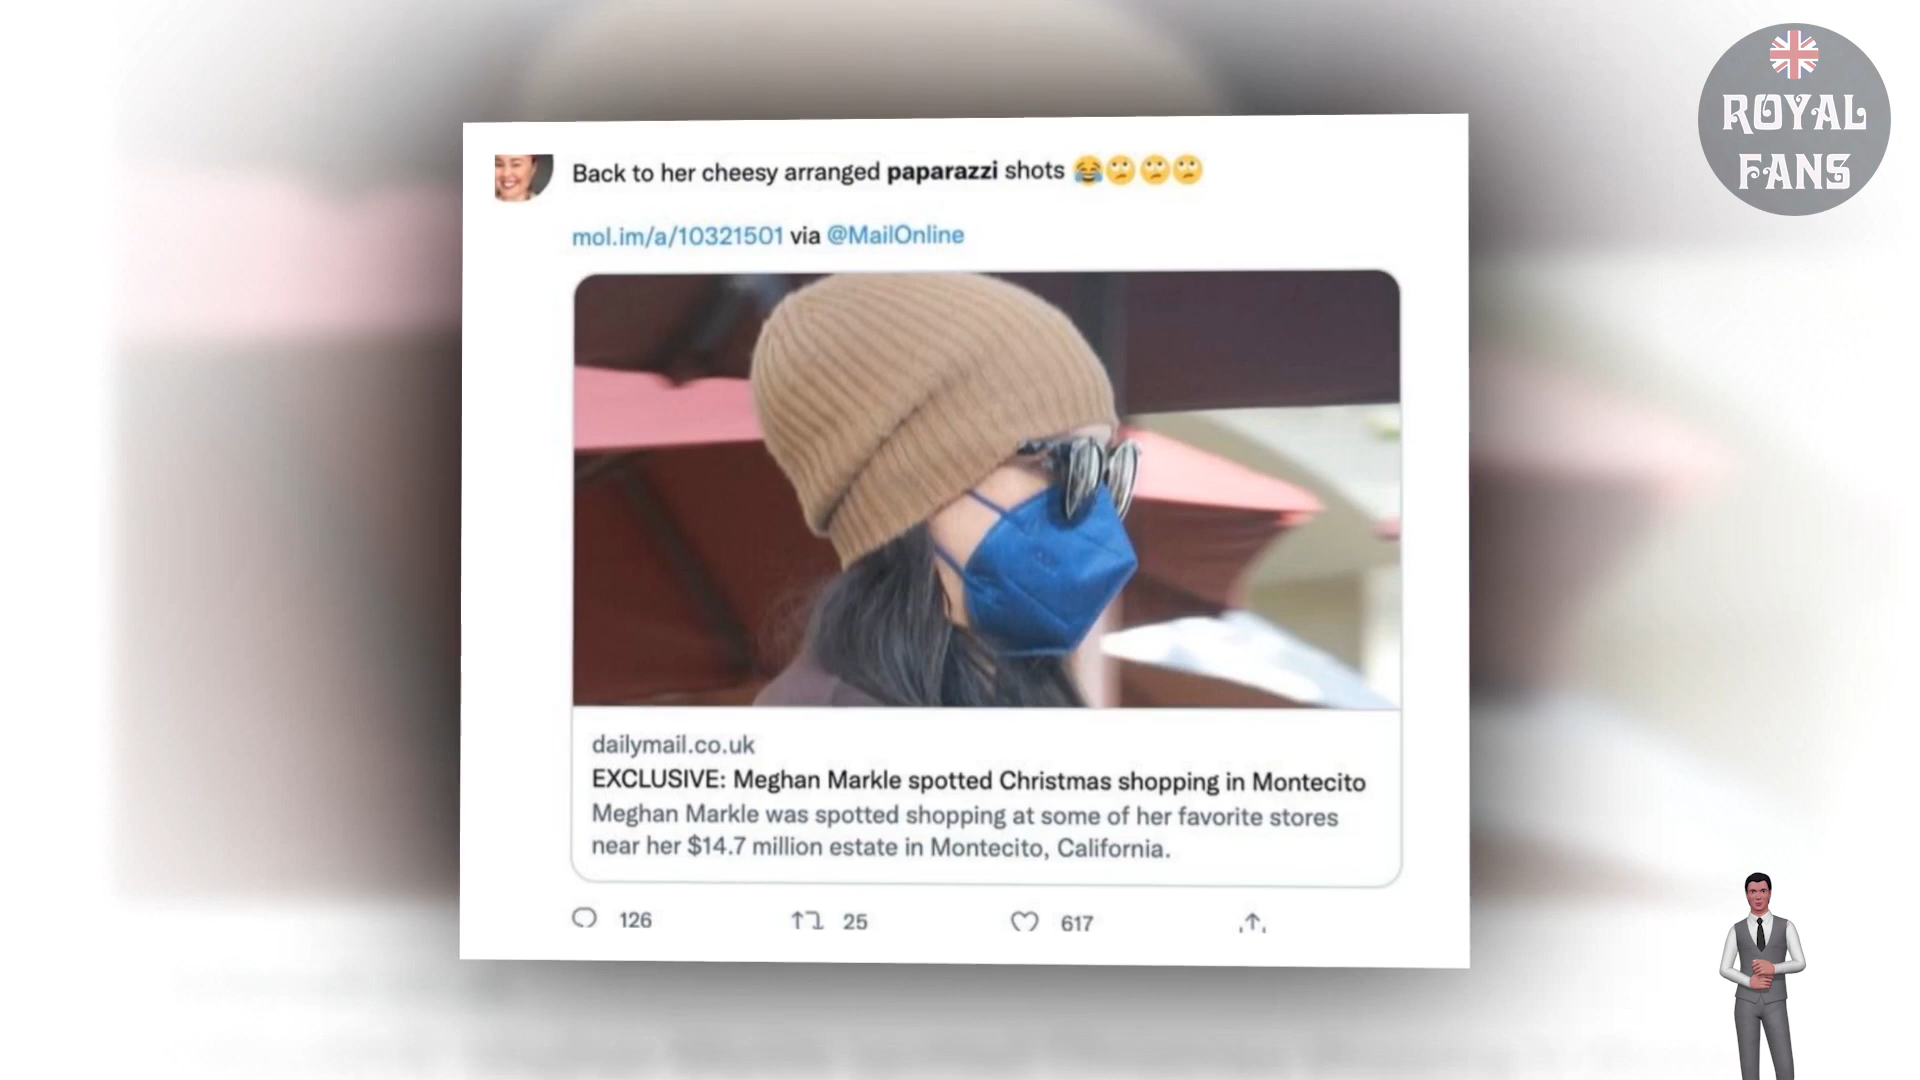 ROYAL
FANS
Back to her cheesy arranged paparazzi shots 😂🙄🙄🙄
mol.im/a/10321501 via @MailOnline
dailymail.co.uk
EXCLUSIVE: Meghan Markle spotted Christmas shopping in Montecito
Meghan Markle was spotted shopping at some of her favorite stores
near her $14.7 million estate in Montecito, California.
126 25 617